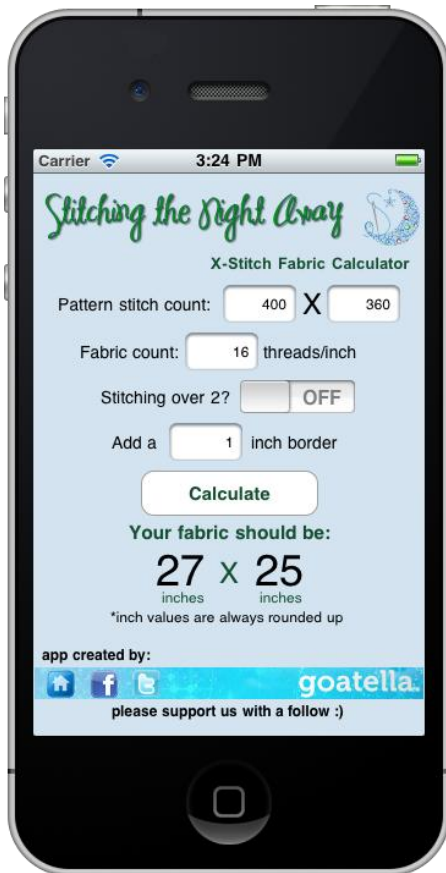 Carrier 3:24 PM
Stitching the Night Away
X-Stitch Fabric Calculator
Pattern stitch count: 400 X 360
Fabric count: 16 threads/inch
Stitching over 2? OFF
Add a 1 inch border
Calculate
Your fabric should be:
27 x 25
inches inches
*inch values are always rounded up
app created by:
f t goatella.
please support us with a follow :)